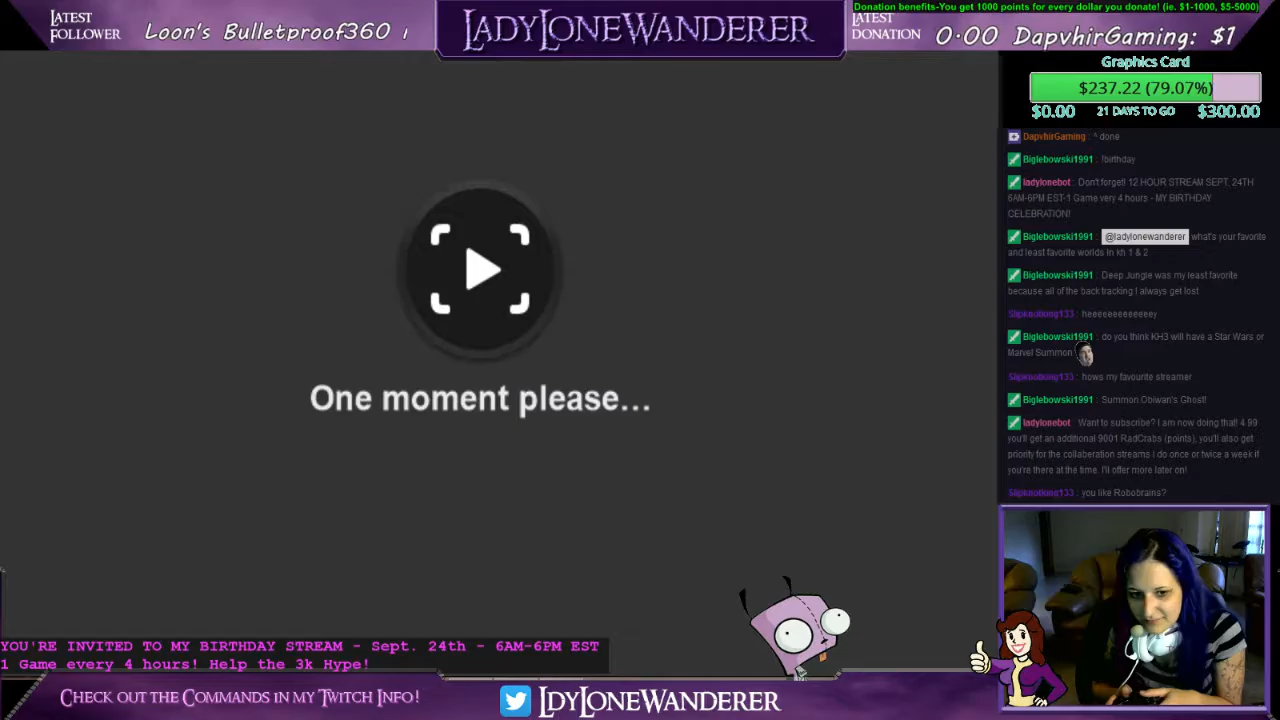 LATEST
FOLLOWER
Loon's Bulletproof360
LADYLONEWANDERER
Donation benefits-You get 1000 points for every dollar you donate! (ie. $1-1000, $5-5000)
LATEST
DONATION
0.00 DapvhirGaming: $1
Graphics Card
$237.22 (79.07%)
$0.00 21 DAYS TO GO $300.00
DapvhirGaming : ^ done
Biglebowski1991 : !birthday
ladylonebot : Don't forget! 12 HOUR STREAM SEPT. 24TH
6AM-6PM EST-1 Game very 4 hours - MY BIRTHDAY
CELEBRATION!
Biglebowski1991 : @ladylonewanderer what's your favorite
and least favorite worlds in kh 1 & 2
Biglebowski1991 : Deep Jungle was my least favorite
because all of the back tracking I always get lost
Slipknotking133 : heeeeeeeeeeeey
Biglebowski1991 : do you think KH3 will have a Star Wars or
Marvel Summon
Slipknotking133 : hows my favourite streamer
Biglebowski1991 : Summon Obiwan's Ghost!
ladylonebot : Want to subscribe? I am now doing that! 4.99
you'll get an additional 9001 RadCrabs (points), you'll also get
priority for the collaberation streams I do once or twice a week if
you're there at the time. I'll offer more later on!
Slipknotking133 : you like Robobrains?
One moment please...
YOU'RE INVITED TO MY BIRTHDAY STREAM - Sept. 24th - 6AM-6PM EST
1 Game every 4 hours! Help the 3k Hype!
CHECK OUT THE COMMANDS IN MY TWITCH INFO!
LDYLONEWANDERER